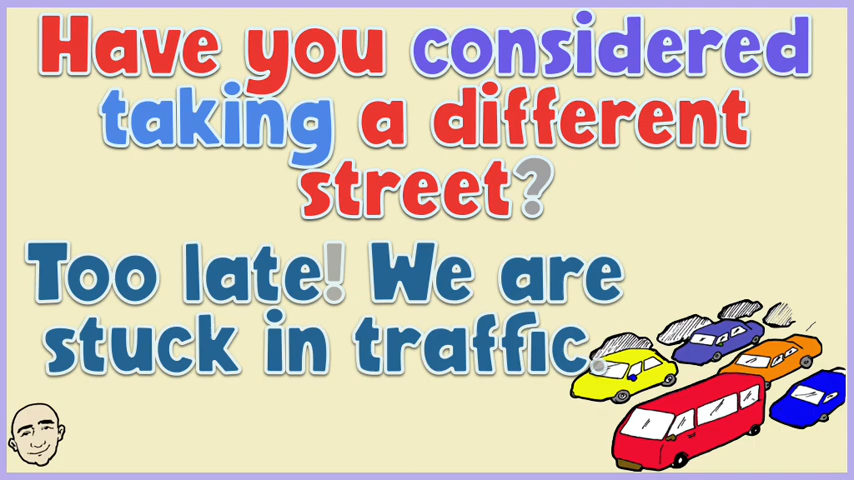 Have you considered
taking a different
street?
Too late! We are
stuck in traffic.